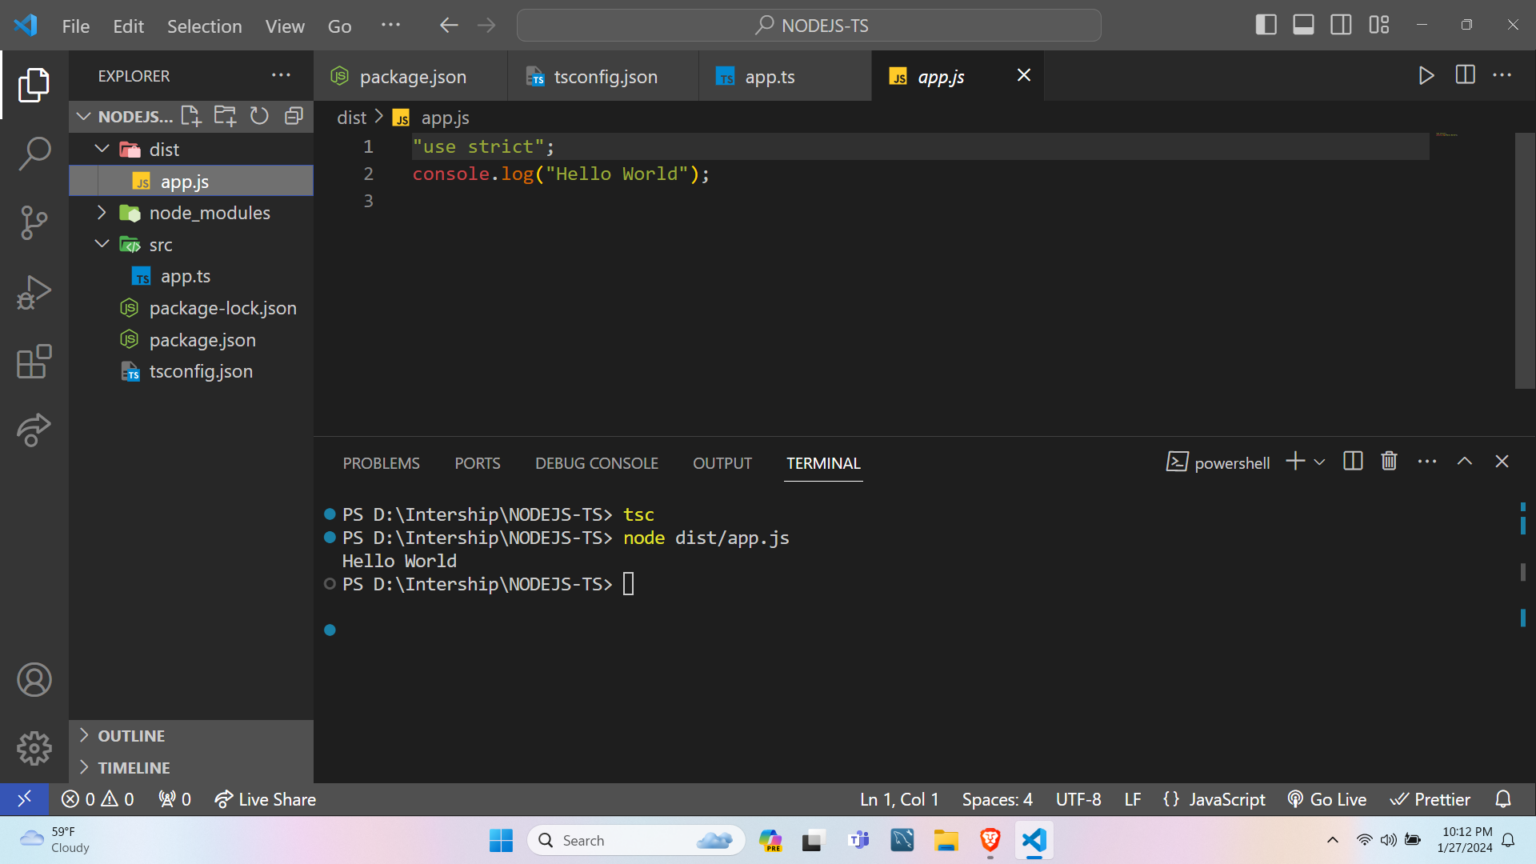 File Edit Selection View Go ··· NODEJS-TS
EXPLORER ···
package.json
tsconfig.json
app.ts
app.js
NODEJS...
dist
app.js
node_modules
src
app.ts
package-lock.json
package.json
tsconfig.json
dist > app.js
1 "use strict";
2 console.log("Hello World");
3
PROBLEMS PORTS DEBUG CONSOLE OUTPUT TERMINAL powershell
PS D:\Intership\NODEJS-TS> tsc
PS D:\Intership\NODEJS-TS> node dist/app.js
Hello World
PS D:\Intership\NODEJS-TS>
OUTLINE
TIMELINE
0 0 0 Live Share Ln 1, Col 1 Spaces: 4 UTF-8 LF {} JavaScript Go Live Prettier
59°F
Cloudy
Search
PRE
10:12 PM
1/27/2024